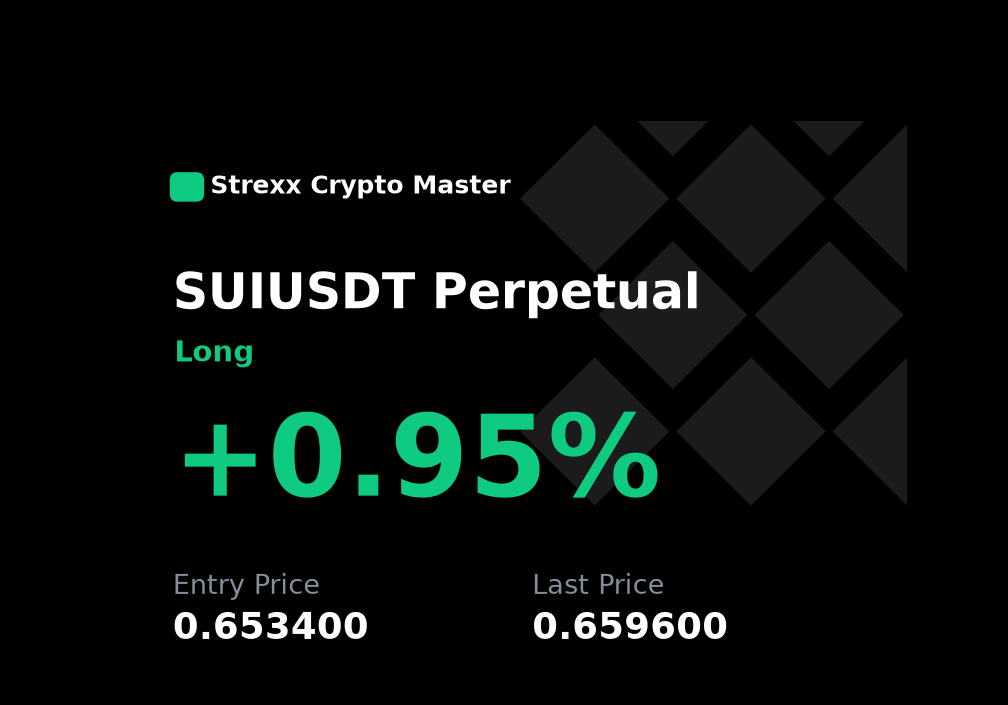 Strexx Crypto Master
SUIUSDT Perpetual
Long
+0.95%
Entry Price Last Price
0.653400 0.659600